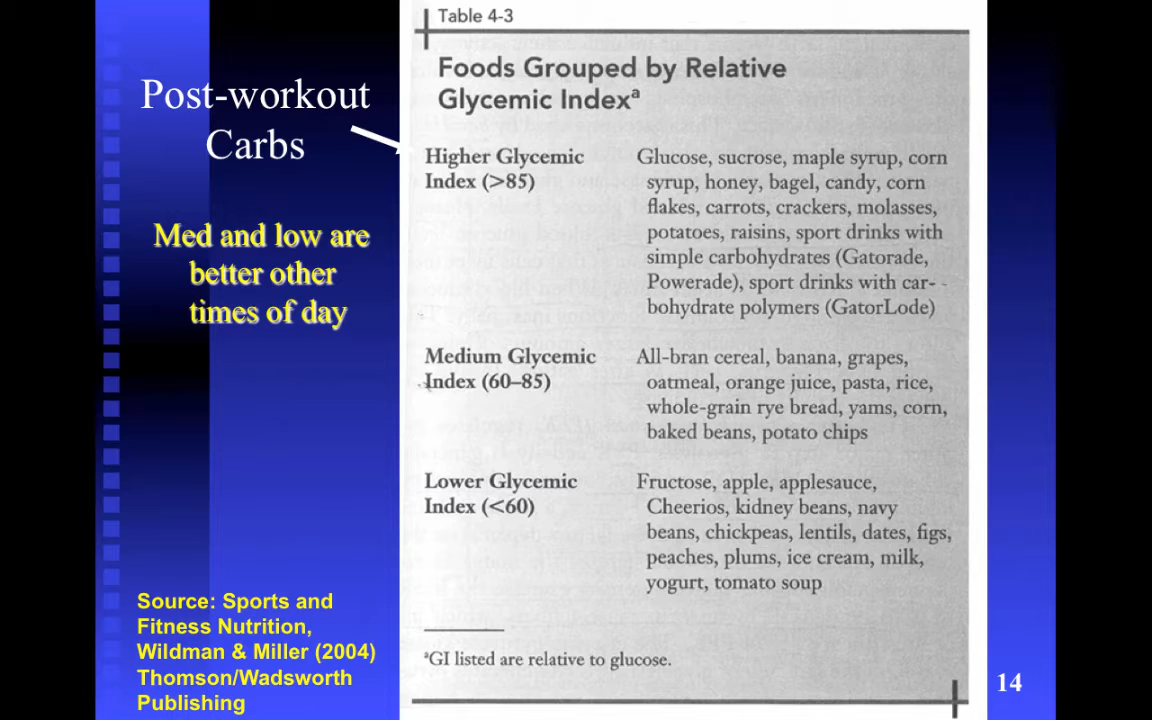 Post-workout
Carbs
Med and low are
better other
times of day
Source: Sports and
Fitness Nutrition,
Wildman & Miller (2004)
Thomson/Wadsworth
Publishing
Table 4-3
Foods Grouped by Relative
Glycemic Indexª
Higher Glycemic
Index (>85)
Glucose, sucrose, maple syrup, corn
syrup, honey, bagel, candy, corn
flakes, carrots, crackers, molasses,
potatoes, raisins, sport drinks with
simple carbohydrates (Gatorade,
Powerade), sport drinks with car-
bohydrate polymers (GatorLode)
Medium Glycemic
Index (60–85)
All-bran cereal, banana, grapes,
oatmeal, orange juice, pasta, rice,
whole-grain rye bread, yams, corn,
baked beans, potato chips
Lower Glycemic
Index (<60)
Fructose, apple, applesauce,
Cheerios, kidney beans, navy
beans, chickpeas, lentils, dates, figs,
peaches, plums, ice cream, milk,
yogurt, tomato soup
ªGI listed are relative to glucose.
14